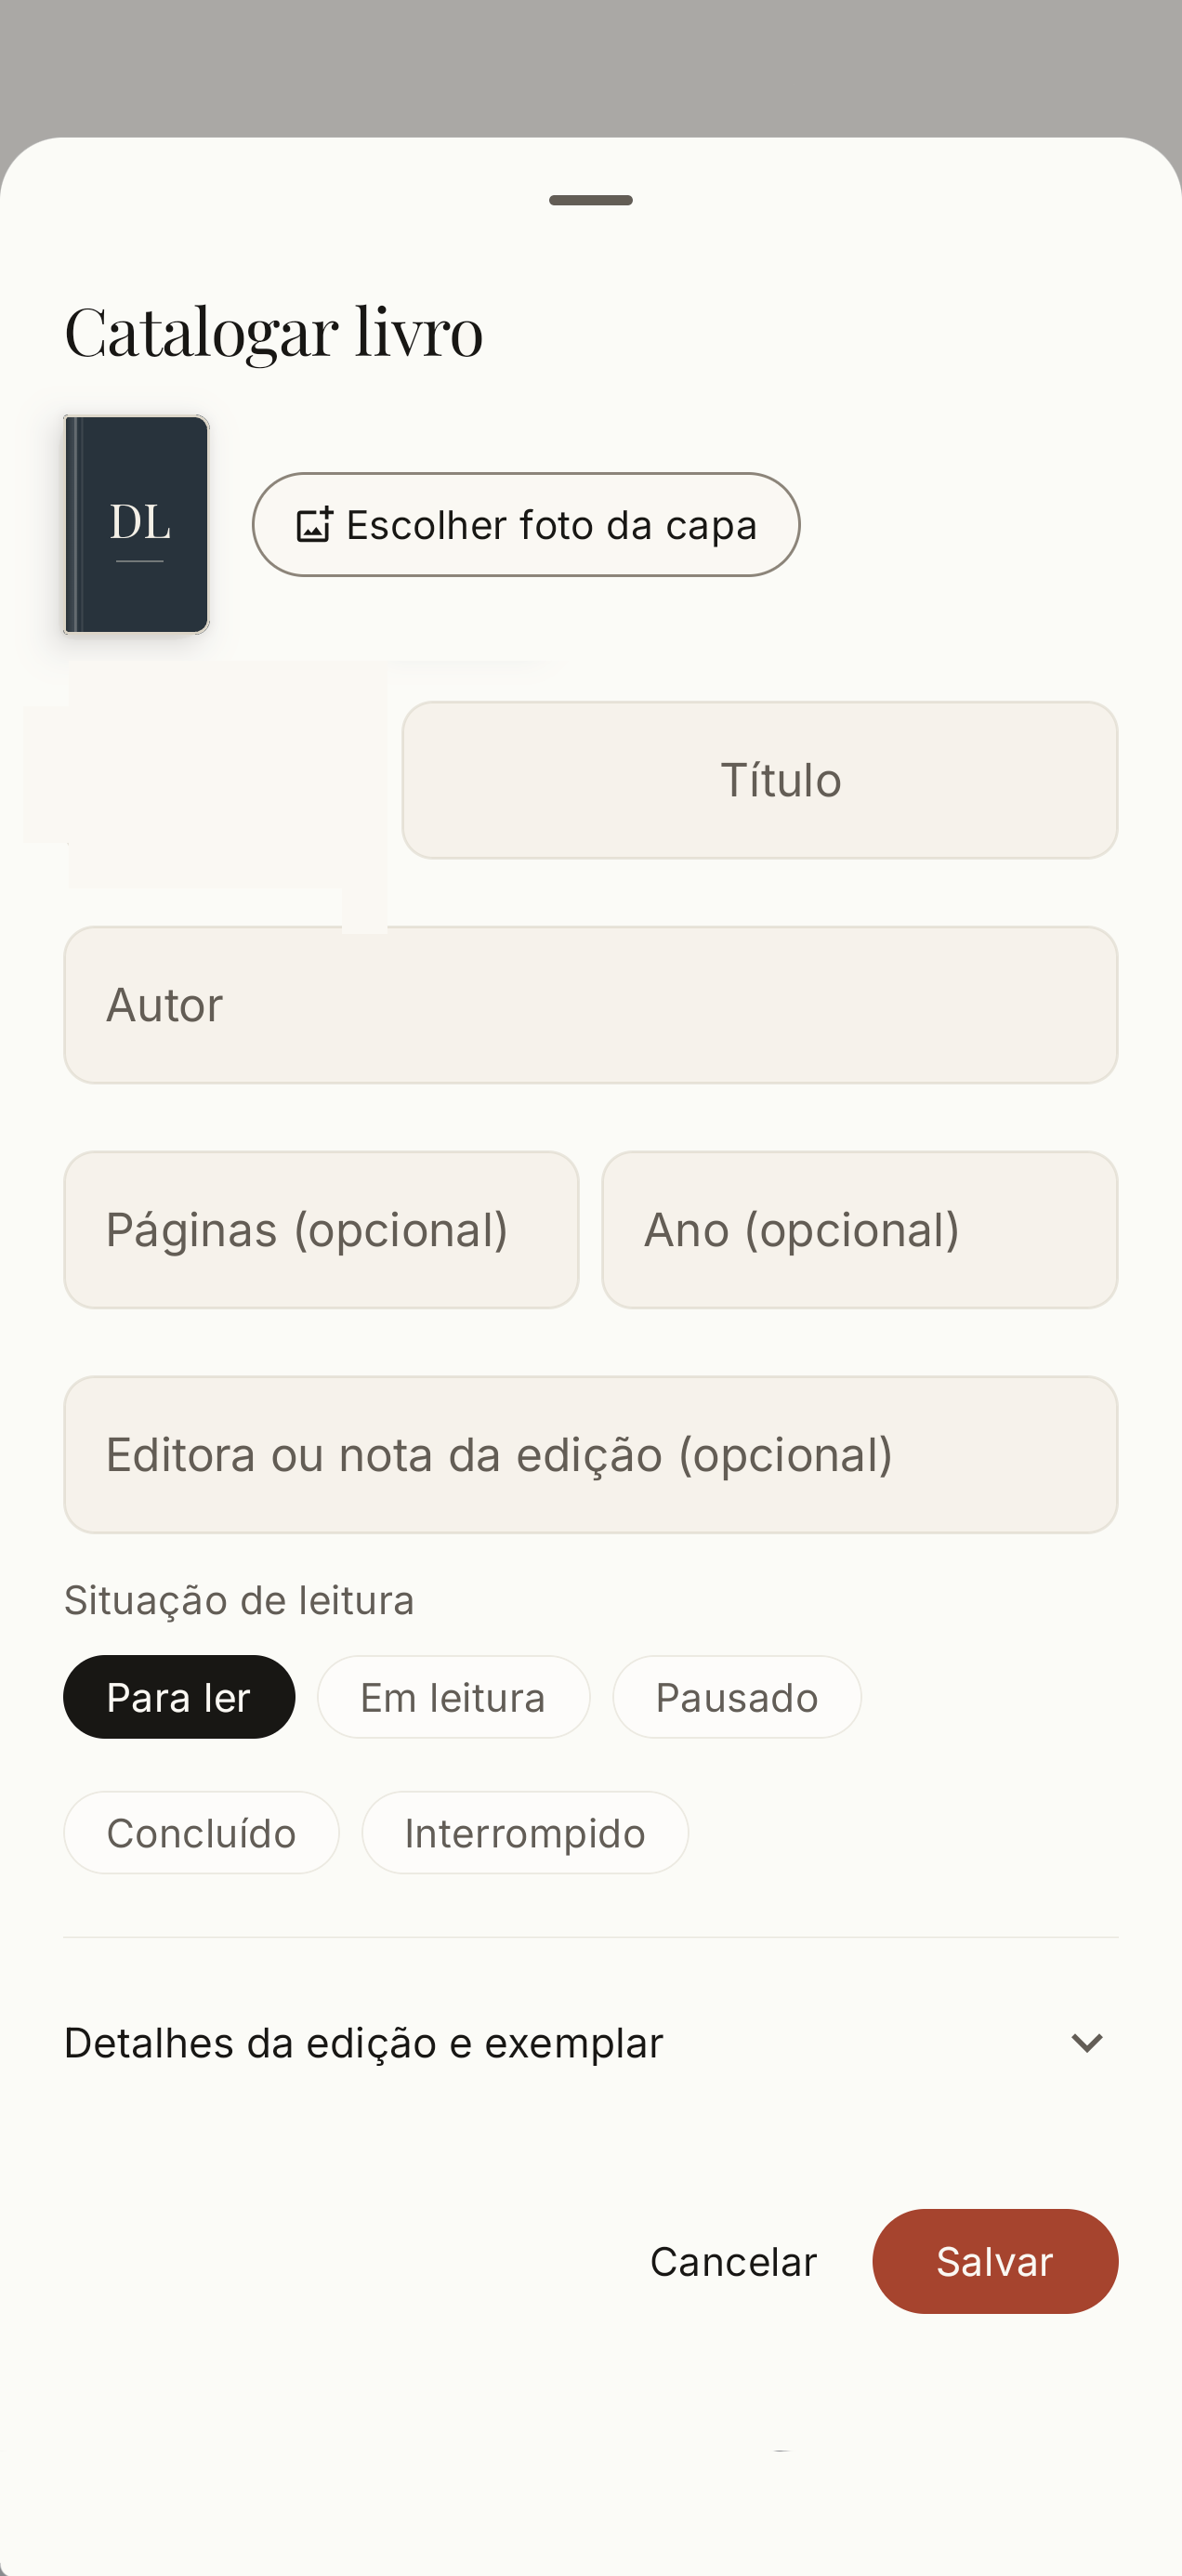 Catalogar livro
DL
Escolher foto da capa
Título
Autor
Páginas (opcional)
Ano (opcional)
Editora ou nota da edição (opcional)
Situação de leitura
Para ler
Em leitura
Pausado
Concluído
Interrompido
Detalhes da edição e exemplar
Cancelar
Salvar